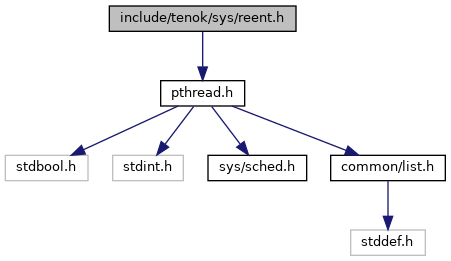 include/tenok/sys/reent.h
pthread.h
stdbool.h
stdint.h
sys/sched.h
common/list.h
stddef.h